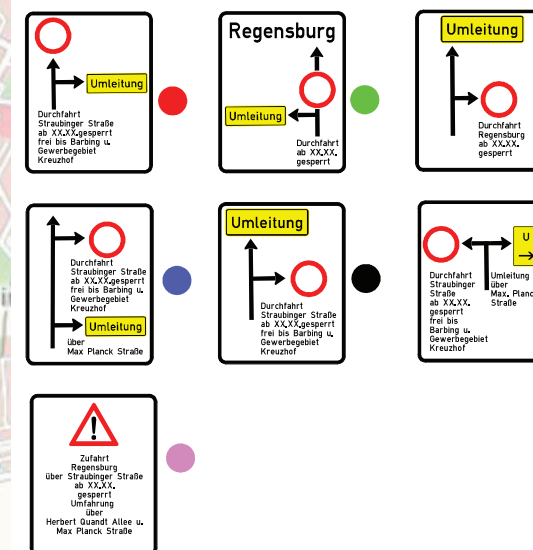 Umleitung
Durchfahrt
Straubinger Straße
ab XX.XX.gesperrt
frei bis Barbing u.
Gewerbegebiet
Kreuzhof
Regensburg
Umleitung
Durchfahrt
ab XX.XX.
gesperrt
Umleitung
Durchfahrt
Regensburg
ab XX.XX.
gesperrt
Durchfahrt
Straubinger Straße
ab XX.XX.gesperrt
frei bis Barbing u.
Gewerbegebiet
Kreuzhof
Umleitung
über
Max Planck Straße
Umleitung
Durchfahrt
Straubinger Straße
ab XX.XX.gesperrt
frei bis Barbing u.
Gewerbegebiet
Kreuzhof
U
Durchfahrt
Straubinger
Straße
ab XX.XX.
gesperrt
frei bis
Barbing u.
Gewerbegebiet
Kreuzhof
Umleitung
über
Max. Planc
Straße
Zufahrt
Regensburg
über Straubinger Straße
ab XX.XX.
gesperrt
Umfahrung
über
Herbert Quandt Allee u.
Max Planck Straße